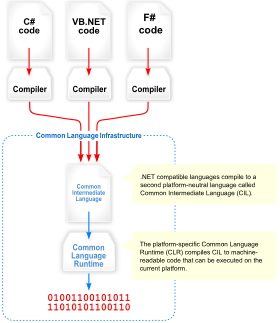 C#
code
VB.NET
code
F#
code
Compiler
Compiler
Compiler
Common Language Infrastructure
Common
Intermediate
Language
.NET compatible languages compile to a
second platform-neutral language called
Common Intermediate Language (CIL).
Common
Language
Runtime
The platform-specific Common Language
Runtime (CLR) compiles CIL to machine-
readable code that can be executed on the
current platform.
01001100101011
11010101100110